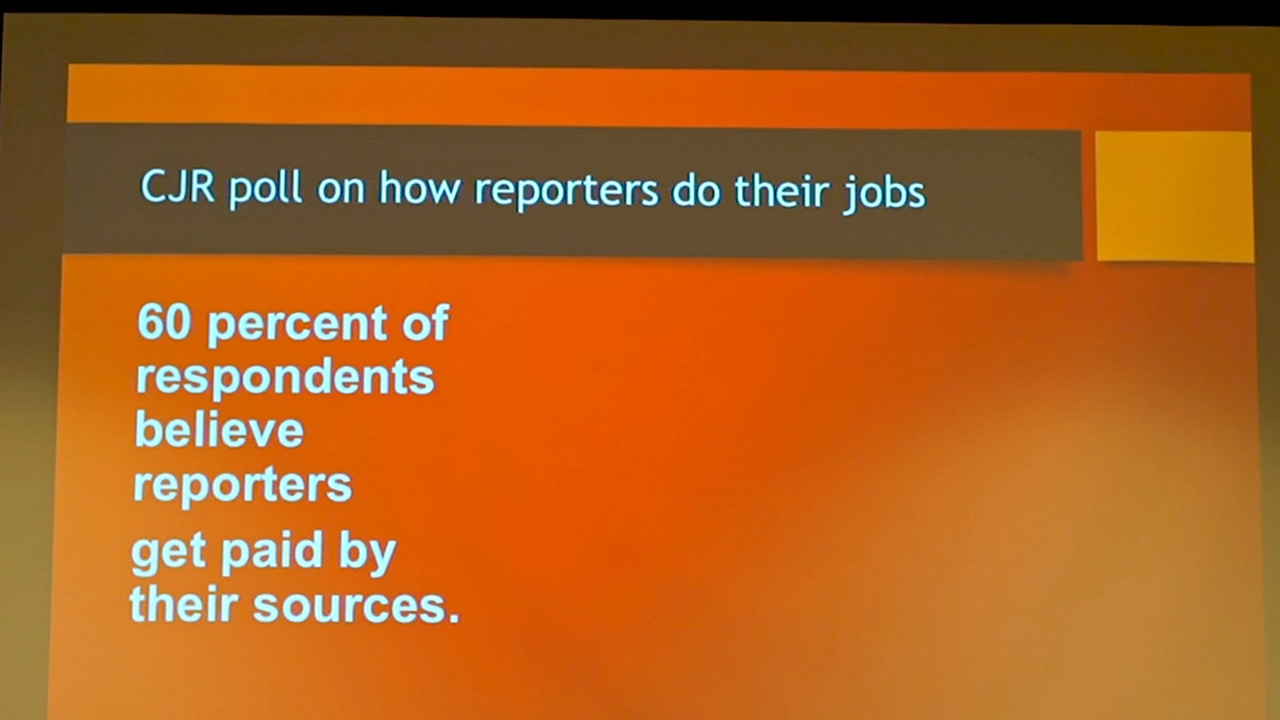 CJR poll on how reporters do their jobs
60 percent of
respondents
believe
reporters
get paid by
their sources.